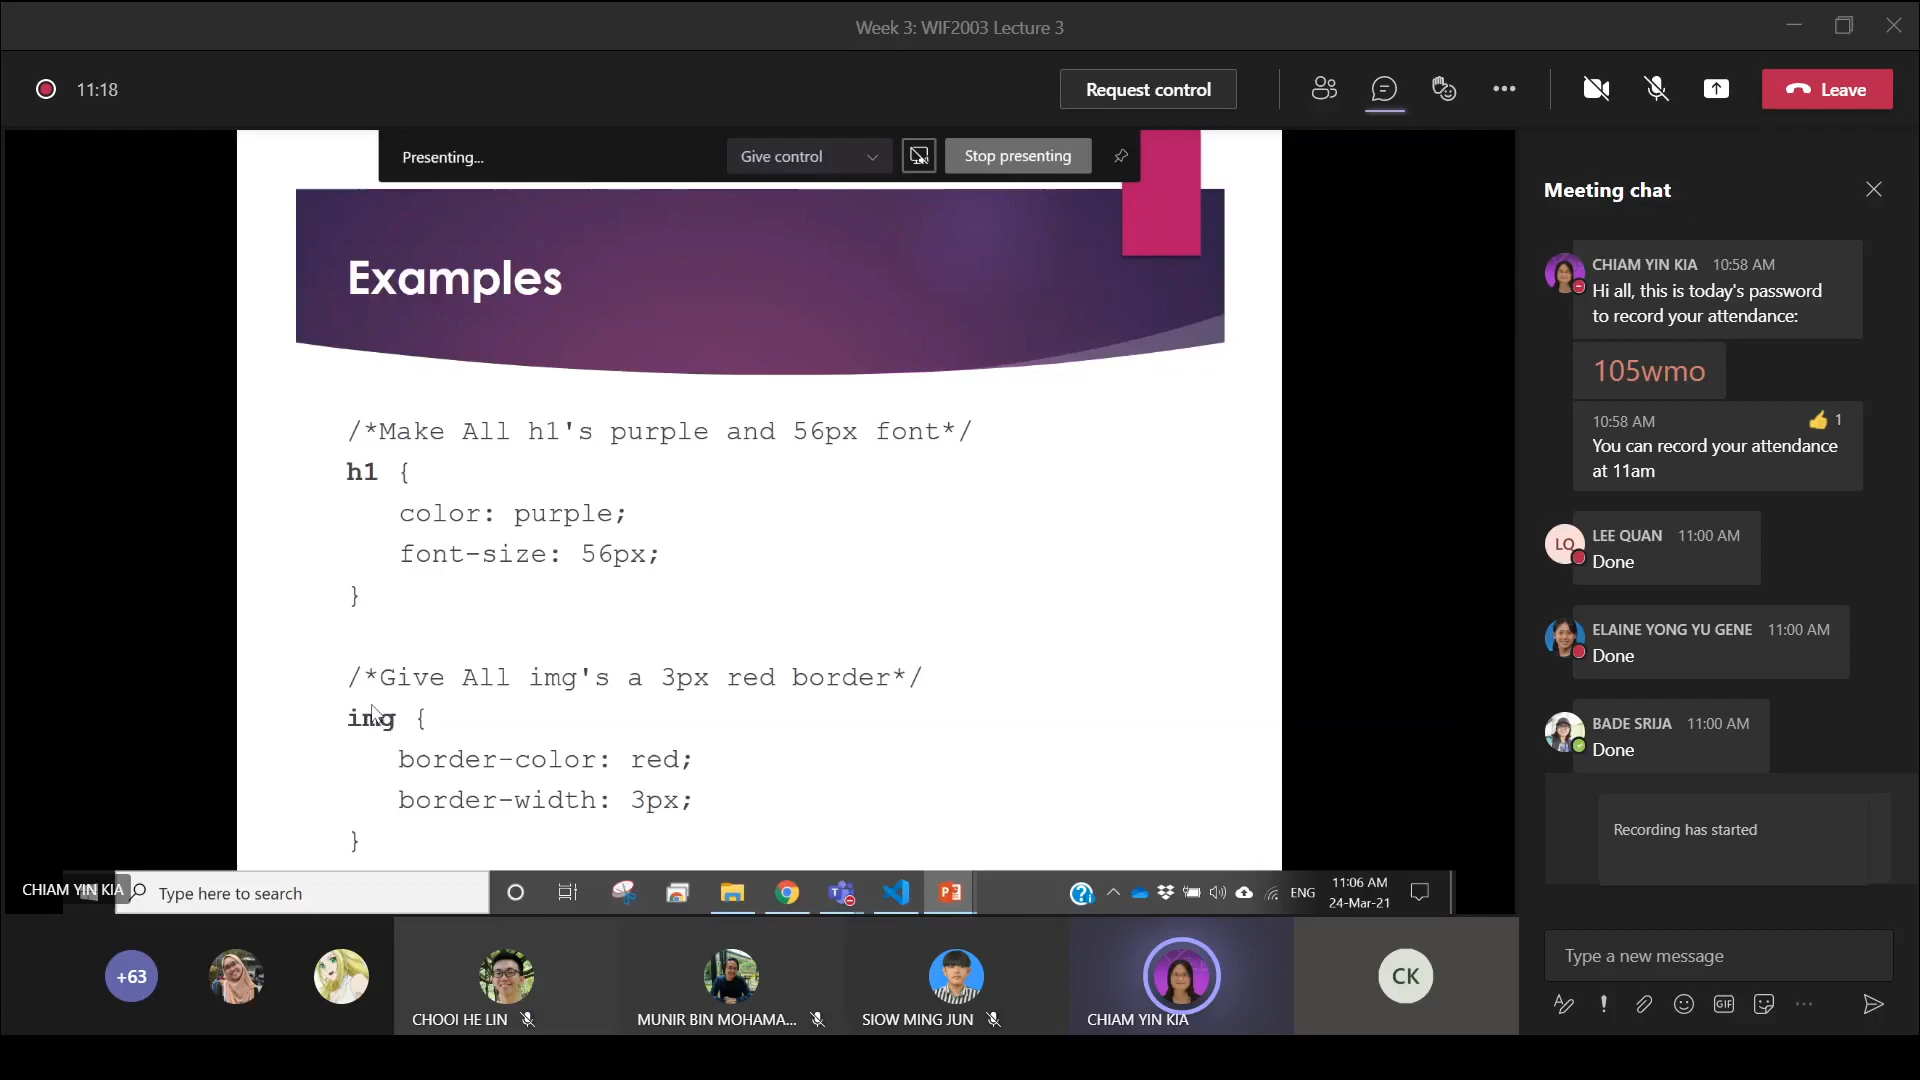 Week 3: WIF2003 Lecture 3
11:18
Request control
Leave
Presenting...
Give control
Stop presenting
Examples
/*Make All h1's purple and 56px font*/
h1 {
color: purple;
font-size: 56px;
}
/*Give All img's a 3px red border*/
img {
border-color: red;
border-width: 3px;
}
CHIAM YIN KIA
Type here to search
ENG
11:06 AM
24-Mar-21
+63
CHOOI HE LIN
MUNIR BIN MOHAMA...
SIOW MING JUN
CHIAM YIN KIA
CK
Meeting chat
CHIAM YIN KIA 10:58 AM
Hi all, this is today's password
to record your attendance:
105wmo
10:58 AM
1
You can record your attendance
at 11am
LQ
LEE QUAN 11:00 AM
Done
ELAINE YONG YU GENE 11:00 AM
Done
BADE SRIJA 11:00 AM
Done
Recording has started
Type a new message
GIF